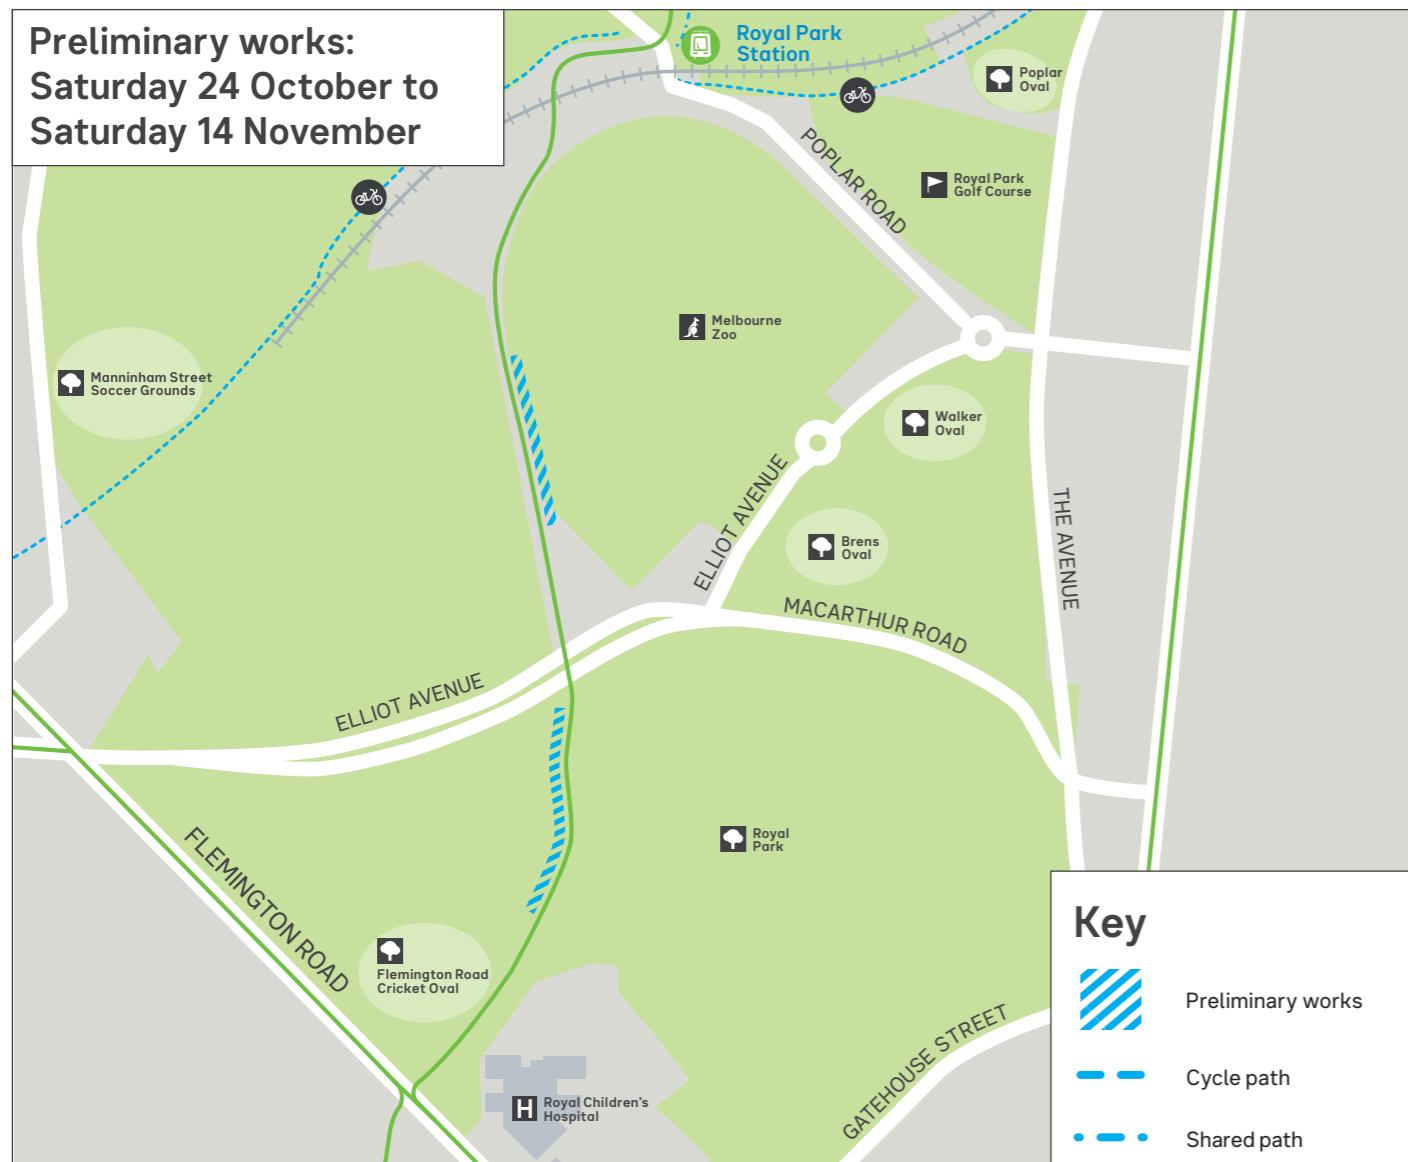 Preliminary works:
Saturday 24 October to
Saturday 14 November
Royal Park
Station
Poplar
Oval
POPLAR ROAD
Royal Park
Golf Course
Melbourne
Zoo
Manninham Street
Soccer Grounds
Walker
Oval
ELLIOT AVENUE
THE AVENUE
Brens
Oval
MACARTHUR ROAD
ELLIOT AVENUE
Royal
Park
FLEMINGTON ROAD
Flemington Road
Cricket Oval
GATEHOUSE STREET
H
Royal Children's
Hospital
Key
Preliminary works
Cycle path
Shared path